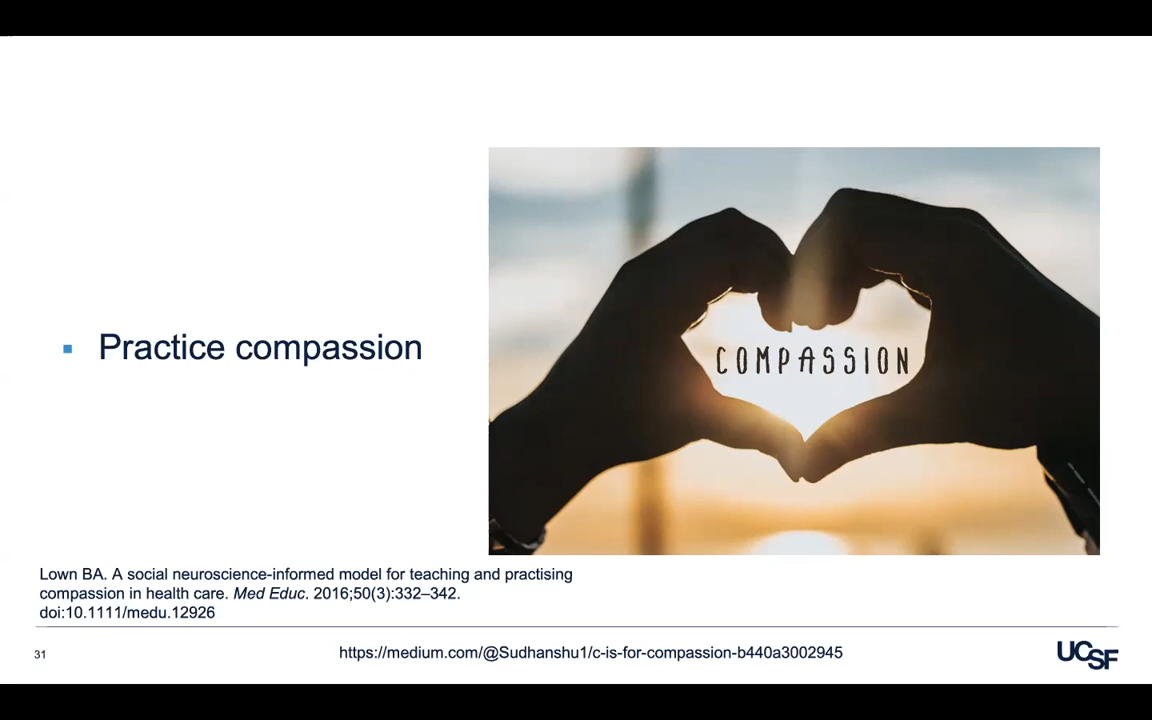 ▪ Practice compassion
COMPASSION
Lown BA. A social neuroscience-informed model for teaching and practising
compassion in health care. Med Educ. 2016;50(3):332–342.
doi:10.1111/medu.12926
31
https://medium.com/@Sudhanshu1/c-is-for-compassion-b440a3002945
UCSF